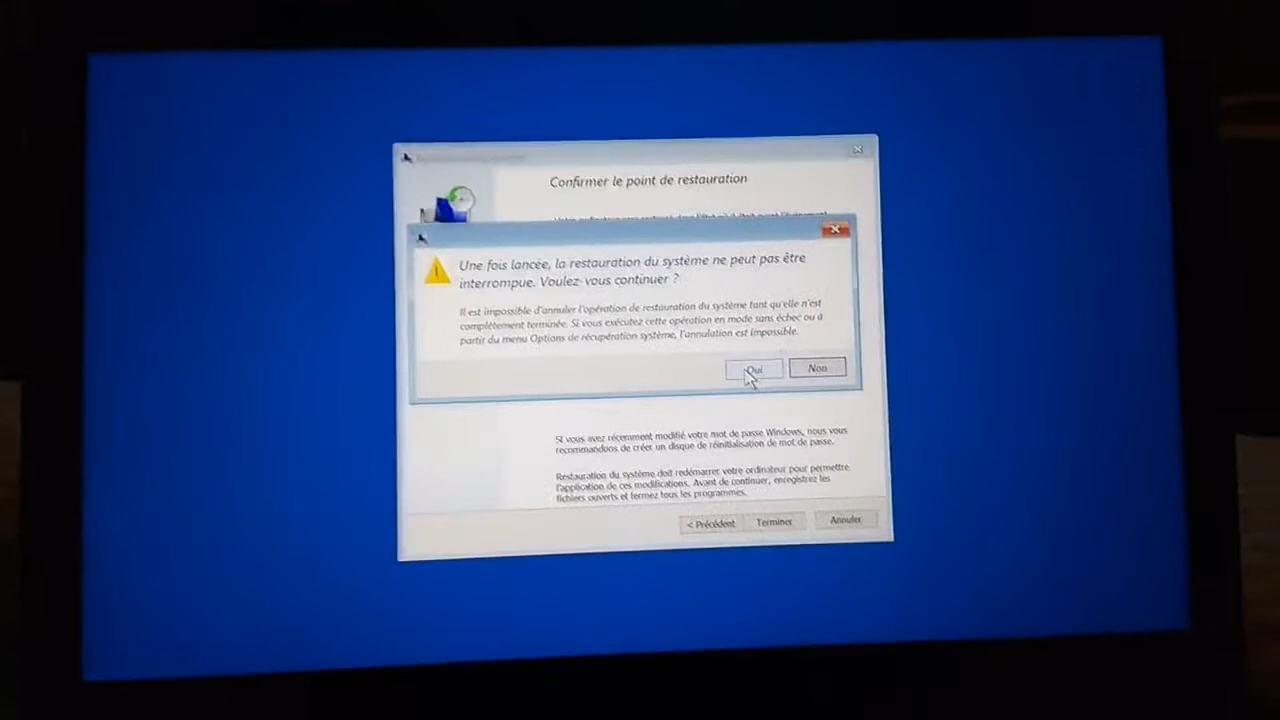 Confirmer le point de restauration
Une fois lancée, la restauration du système ne peut pas être
interrompue. Voulez-vous continuer ?
Il est impossible d'annuler l'opération de restauration du système tant qu'elle n'est
complètement terminée. Si vous exécutez cette opération en mode sans échec ou à
partir du menu Options de récupération système, l'annulation est impossible.
Oui Non
Si vous avez récemment modifié votre mot de passe Windows, nous vous
recommandons de créer un disque de réinitialisation de mot de passe.
Restauration du système doit redémarrer votre ordinateur pour permettre
l'application de ces modifications. Avant de continuer, enregistrez les
fichiers ouverts et fermez tous les programmes.
< Précédent Terminer Annuler